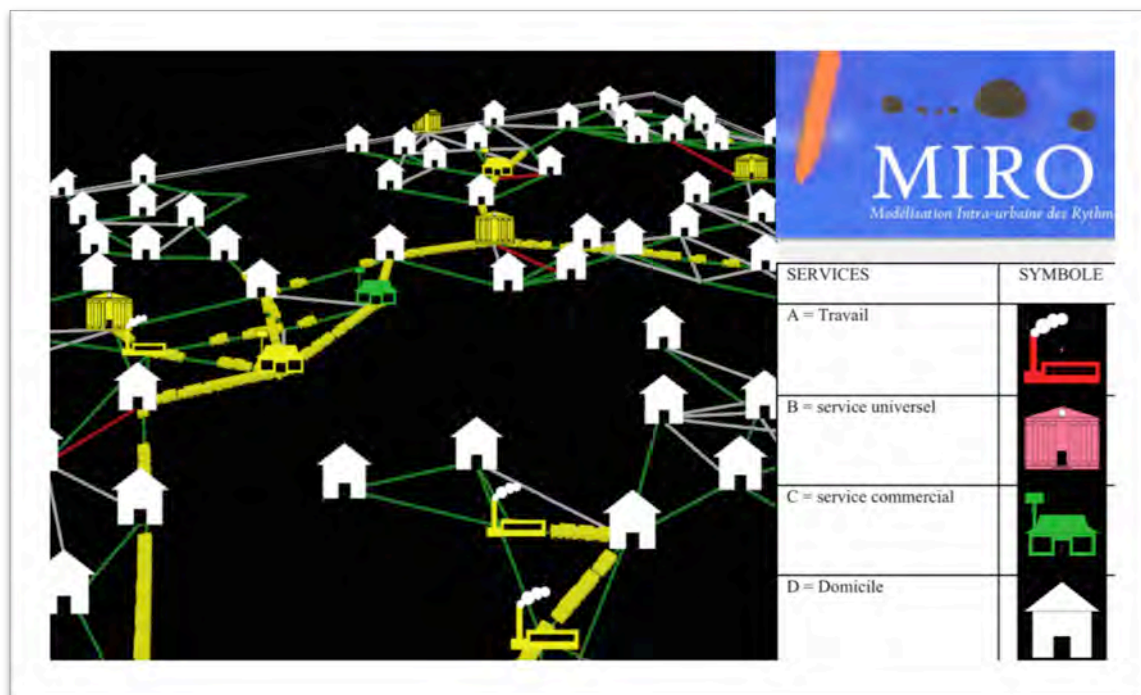 MIRO
Modélisation Intra-urbaine des Rythm
SERVICES SYMBOLE
A = Travail
B = service universel
C = service commercial
D = Domicile